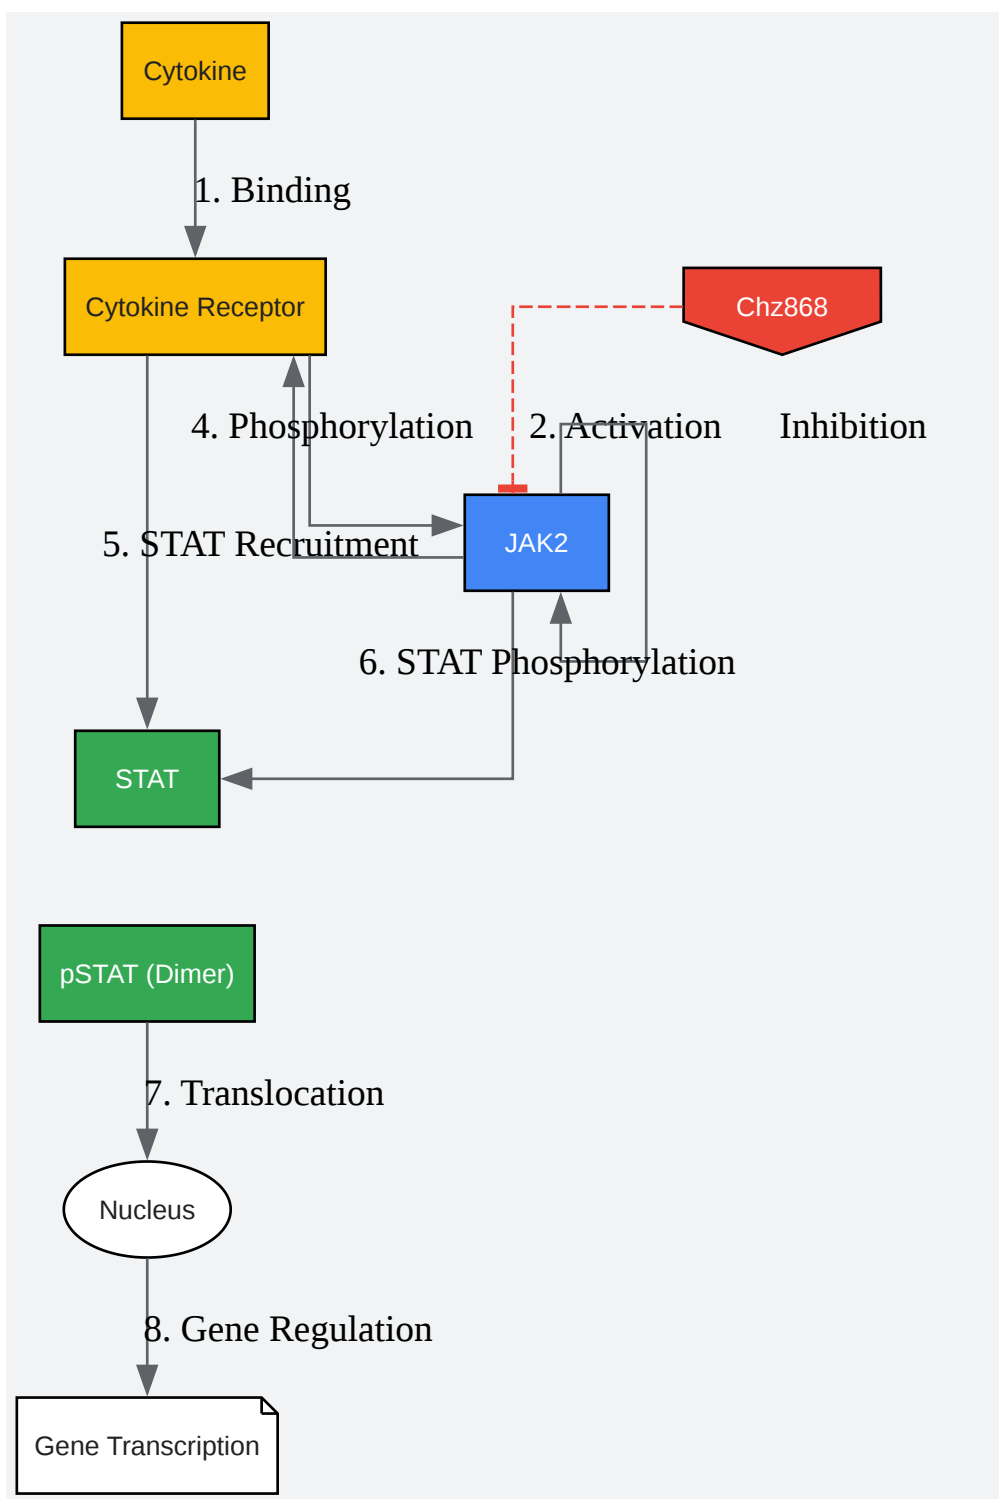 Cytokine
1. Binding
Cytokine Receptor
Chz868
4. Phosphorylation
2. Activation
Inhibition
5. STAT Recruitment
JAK2
6. STAT Phosphorylation
STAT
pSTAT (Dimer)
7. Translocation
Nucleus
8. Gene Regulation
Gene Transcription